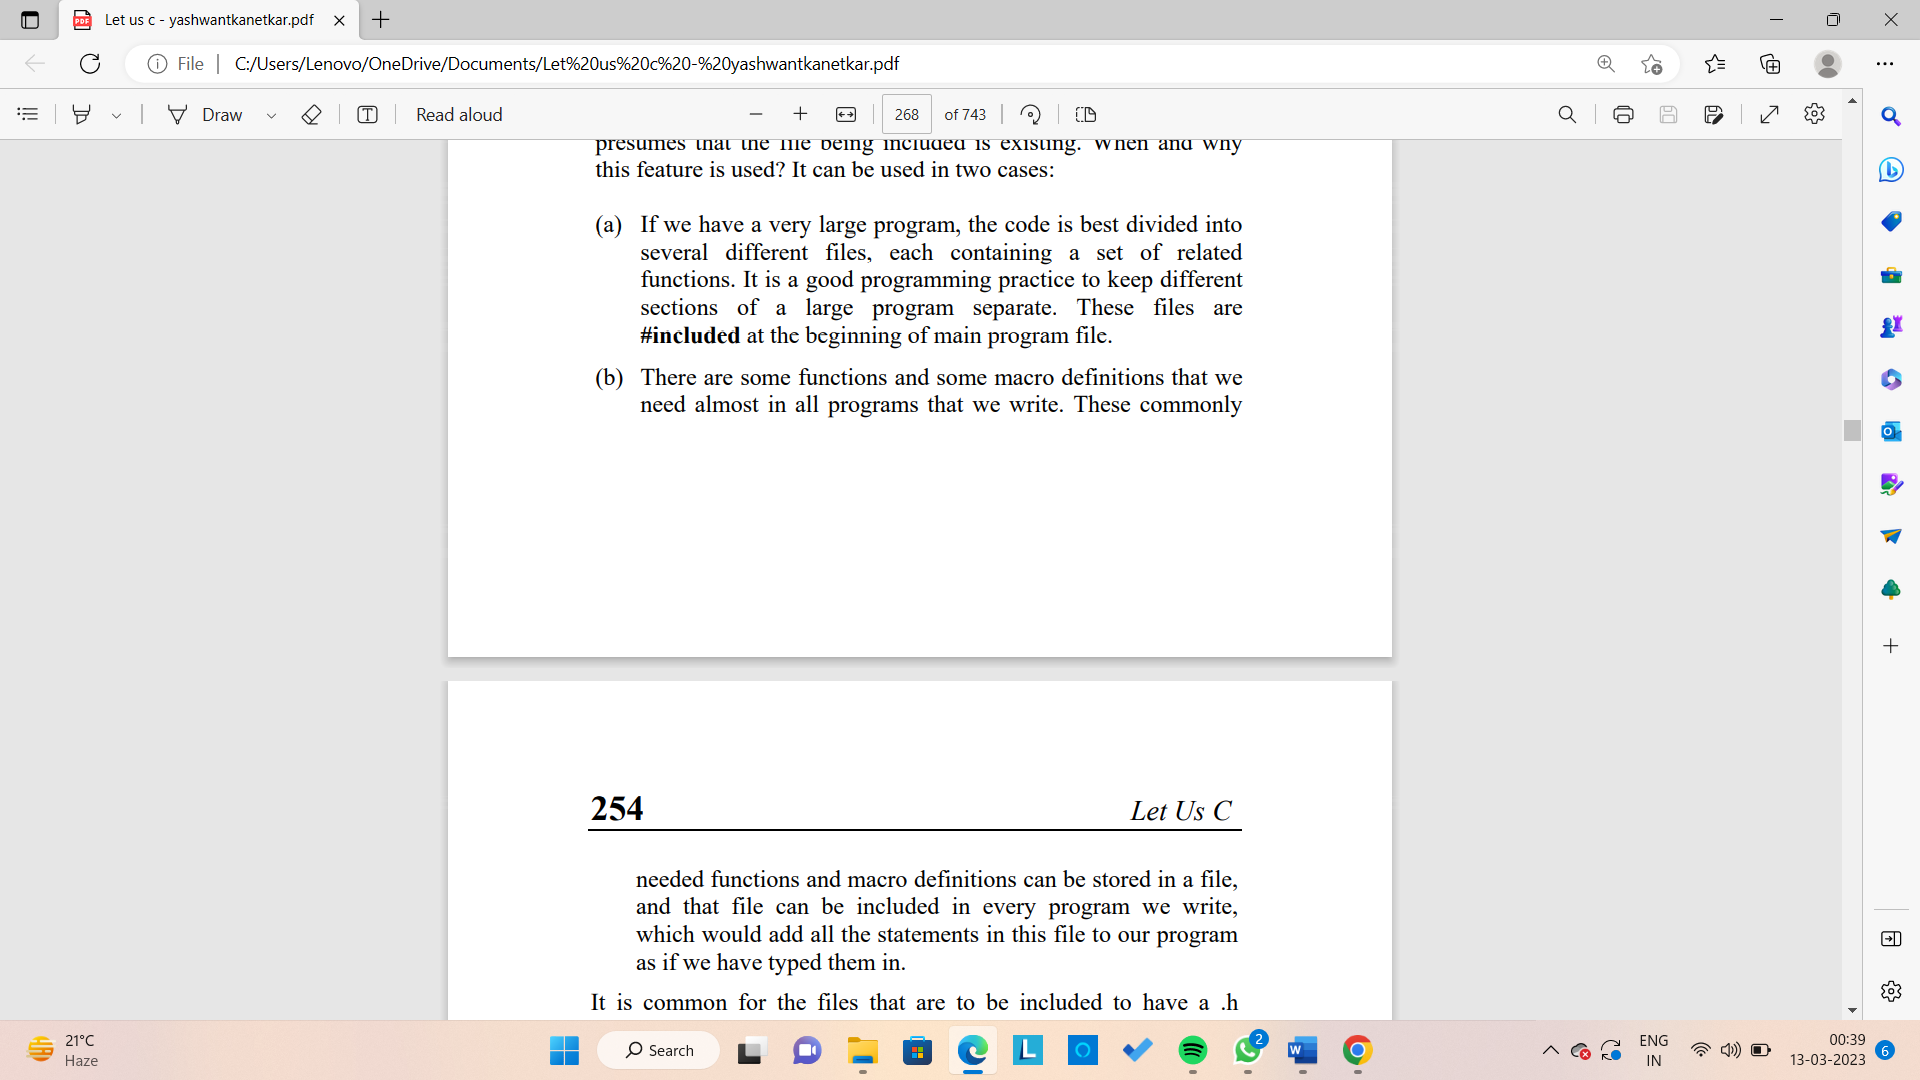 Let us c - yashwantkanetkar.pdf
File
C:/Users/Lenovo/OneDrive/Documents/Let%20us%20c%20-%20yashwantkanetkar.pdf
Draw
Read aloud
268 of 743
presumes that the file being included is existing. When and why
this feature is used? It can be used in two cases:
(a) If we have a very large program, the code is best divided into
several different files, each containing a set of related
functions. It is a good programming practice to keep different
sections of a large program separate. These files are
#included at the beginning of main program file.
(b) There are some functions and some macro definitions that we
need almost in all programs that we write. These commonly
254 Let Us C
needed functions and macro definitions can be stored in a file,
and that file can be included in every program we write,
which would add all the statements in this file to our program
as if we have typed them in.
It is common for the files that are to be included to have a .h
21°C
Haze
Search
2
ENG
IN
00:39
13-03-2023
6